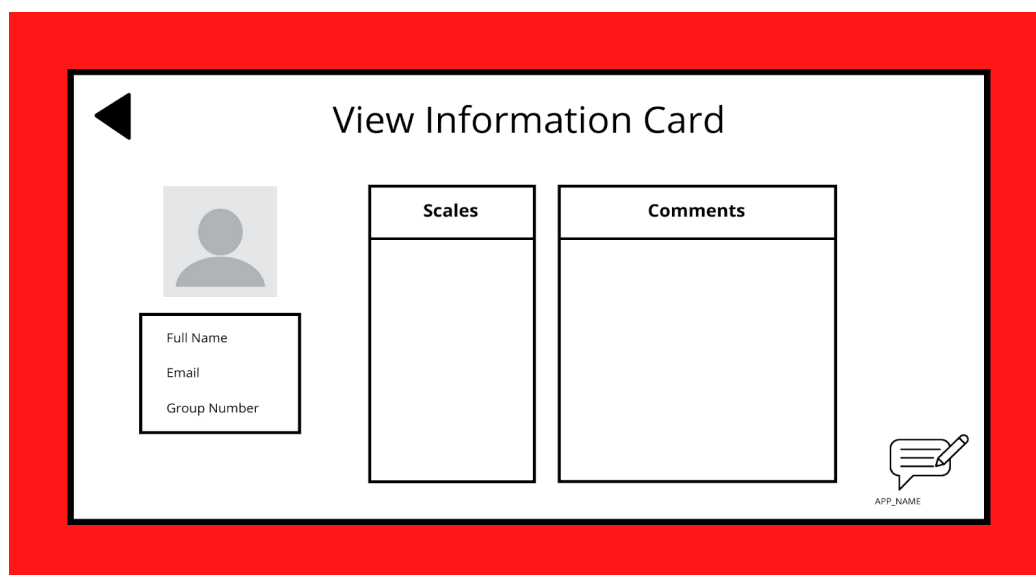 View Information Card
Scales
Comments
Full Name
Email
Group Number
APP_NAME